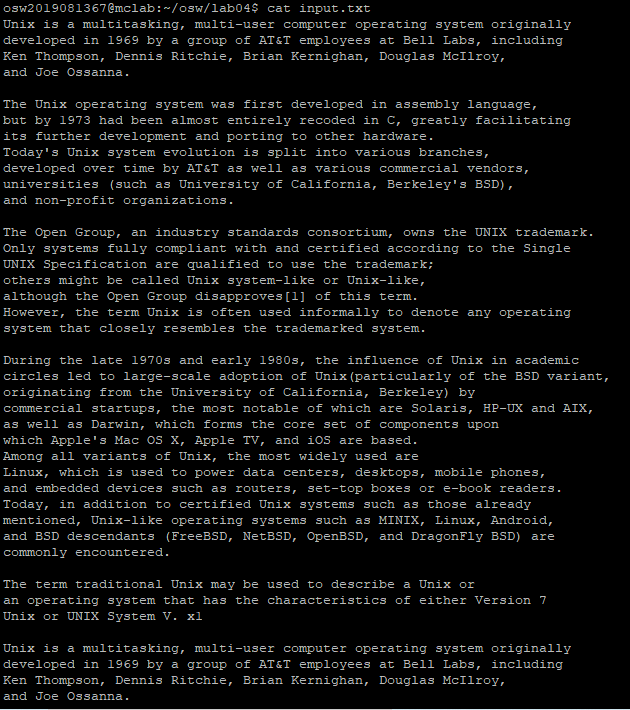 osw2019081367@mclab:~/osw/lab04$ cat input.txt
Unix is a multitasking, multi-user computer operating system originally
developed in 1969 by a group of AT&T employees at Bell Labs, including
Ken Thompson, Dennis Ritchie, Brian Kernighan, Douglas McIlroy,
and Joe Ossanna.
The Unix operating system was first developed in assembly language,
but by 1973 had been almost entirely recoded in C, greatly facilitating
its further development and porting to other hardware.
Today's Unix system evolution is split into various branches,
developed over time by AT&T as well as various commercial vendors,
universities (such as University of California, Berkeley's BSD),
and non-profit organizations.
The Open Group, an industry standards consortium, owns the UNIX trademark.
Only systems fully compliant with and certified according to the Single
UNIX Specification are qualified to use the trademark;
others might be called Unix system-like or Unix-like,
although the Open Group disapproves[1] of this term.
However, the term Unix is often used informally to denote any operating
system that closely resembles the trademarked system.
During the late 1970s and early 1980s, the influence of Unix in academic
circles led to large-scale adoption of Unix(particularly of the BSD variant,
originating from the University of California, Berkeley) by
commercial startups, the most notable of which are Solaris, HP-UX and AIX,
as well as Darwin, which forms the core set of components upon
which Apple's Mac OS X, Apple TV, and iOS are based.
Among all variants of Unix, the most widely used are
Linux, which is used to power data centers, desktops, mobile phones,
and embedded devices such as routers, set-top boxes or e-book readers.
Today, in addition to certified Unix systems such as those already
mentioned, Unix-like operating systems such as MINIX, Linux, Android,
and BSD descendants (FreeBSD, NetBSD, OpenBSD, and DragonFly BSD) are
commonly encountered.
The term traditional Unix may be used to describe a Unix or
an operating system that has the characteristics of either Version 7
Unix or UNIX System V. xl
Unix is a multitasking, multi-user computer operating system originally
developed in 1969 by a group of AT&T employees at Bell Labs, including
Ken Thompson, Dennis Ritchie, Brian Kernighan, Douglas McIlroy,
and Joe Ossanna.